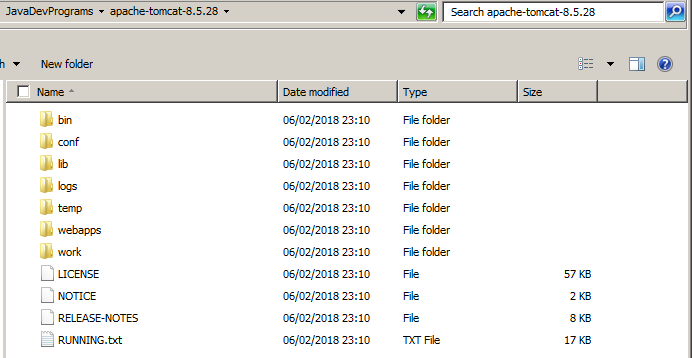 JavaDevPrograms apache-tomcat-8.5.28 Search apache-tomcat-8.5.28
New folder
Name Date modified Type Size
bin 06/02/2018 23:10 File folder
conf 06/02/2018 23:10 File folder
lib 06/02/2018 23:10 File folder
logs 06/02/2018 23:10 File folder
temp 06/02/2018 23:10 File folder
webapps 06/02/2018 23:10 File folder
work 06/02/2018 23:10 File folder
LICENSE 06/02/2018 23:10 File 57 KB
NOTICE 06/02/2018 23:10 File 2 KB
RELEASE-NOTES 06/02/2018 23:10 File 8 KB
RUNNING.txt 06/02/2018 23:10 TXT File 17 KB